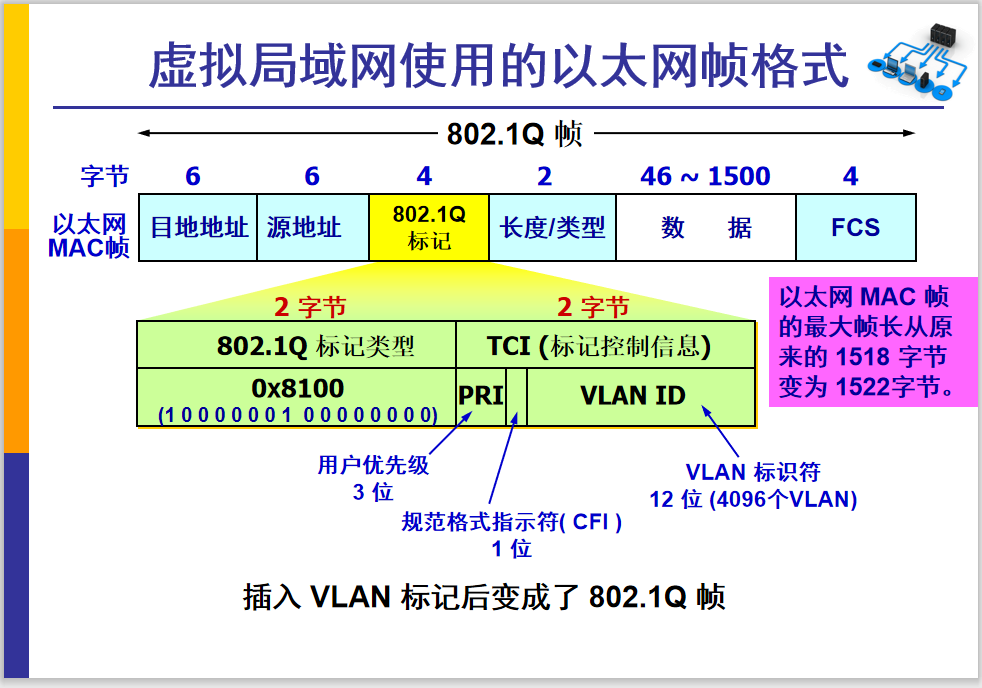 虚拟局域网使用的以太网帧格式
802.1Q 帧
字节 6 6 4 2 46 ~ 1500 4
以太网
MAC帧
目地地址 源地址 802.1Q
标记
长度/类型 数 据 FCS
2 字节 2 字节
802.1Q 标记类型 TCI (标记控制信息)
0x8100
(1 0 0 0 0 0 0 1 0 0 0 0 0 0 0 0)
PRI VLAN ID
以太网 MAC 帧
的最大帧长从原
来的 1518 字节
变为 1522字节。
用户优先级
3 位
规范格式指示符( CFI )
1 位
VLAN 标识符
12 位 (4096个VLAN)
插入 VLAN 标记后变成了 802.1Q 帧